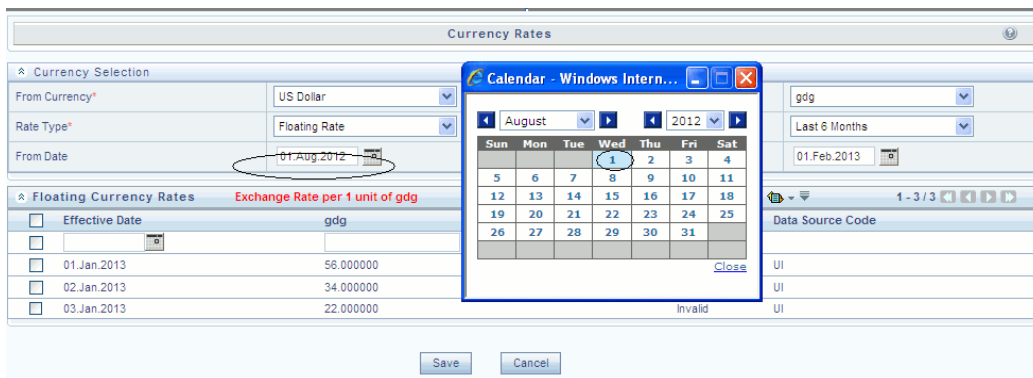 Currency Rates
Currency Selection
From Currency* US Dollar gdg
Rate Type* Floating Rate Last 6 Months
From Date 01.Aug.2012 01.Feb.2013
Calendar - Windows Intern...
August 2012
Sun Mon Tue Wed Thu Fri Sat
1 2 3 4
5 6 7 8 9 10 11
12 13 14 15 16 17 18
19 20 21 22 23 24 25
26 27 28 29 30 31
Close
Floating Currency Rates Exchange Rate per 1 unit of gdg 1 - 3 / 3
Effective Date gdg Data Source Code
01.Jan.2013 56.000000 UI
02.Jan.2013 34.000000 UI
03.Jan.2013 22.000000 Invalid UI
Save Cancel